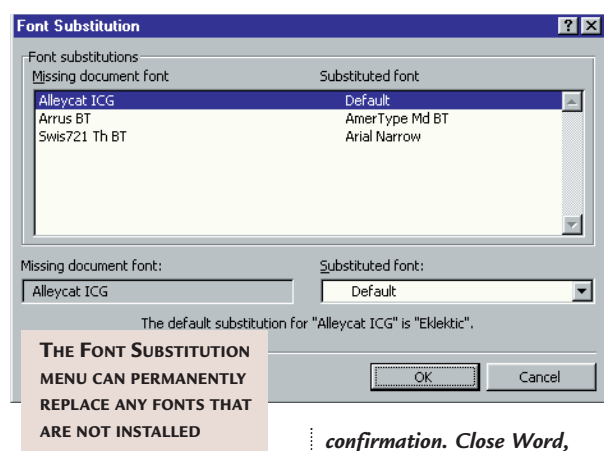 Font Substitution
Font substitutions
Missing document font Substituted font
Alleycat ICG Default
Arrus BT AmerType Md BT
Swis721 Th BT Arial Narrow
Missing document font: Substituted font:
Alleycat ICG Default
The default substitution for "Alleycat ICG" is "Eklektic".
OK Cancel
THE FONT SUBSTITUTION
MENU CAN PERMANENTLY
REPLACE ANY FONTS THAT
ARE NOT INSTALLED
confirmation. Close Word,